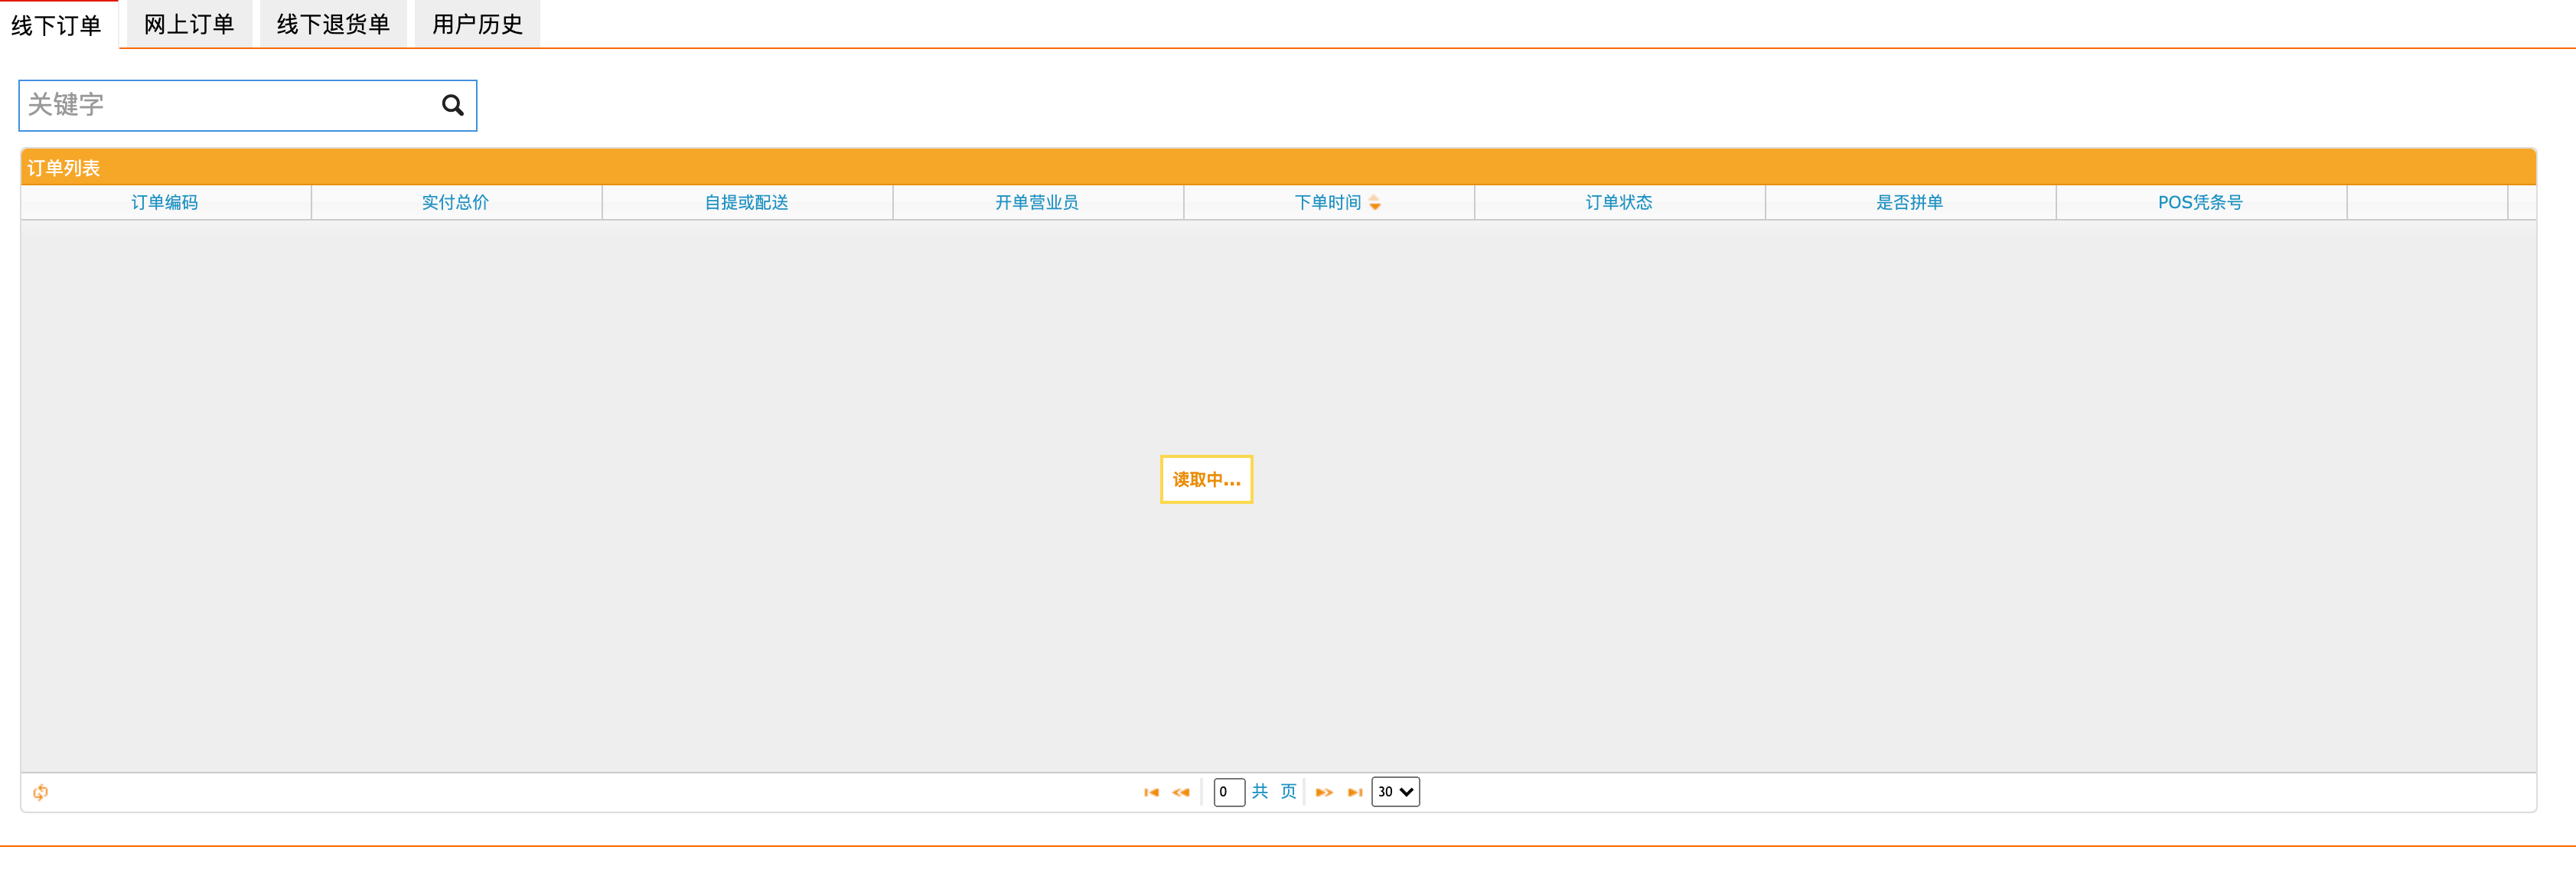 线下订单 网上订单 线下退货单 用户历史
关键字
订单列表
订单编码 实付总价 自提或配送 开单营业员 下单时间 订单状态 是否拼单 POS凭条号
读取中...
0 共 页 30